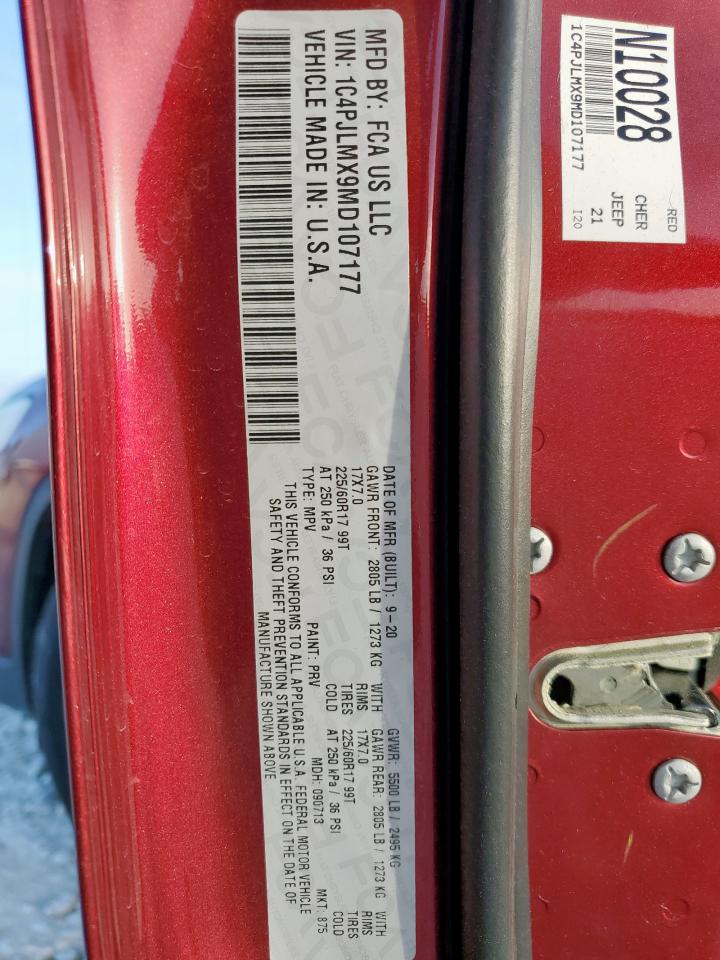 MFD BY: FCA US LLC
VIN: 1C4PJLMX9MD107177
VEHICLE MADE IN: U.S.A.
DATE OF MFR (BUILT): 9-20 GVWR: 5500 LB / 2495 KG
GAWR FRONT: 2805 LB / 1273 KG WITH GAWR REAR: 2805 LB / 1273 KG WITH
17X7.0 RIMS 17X7.0 RIMS
225/60R17 99T TIRES 225/60R17 99T TIRES
AT 250 kPa / 36 PSI COLD AT 250 kPa / 36 PSI COLD
TYPE: MPV PAINT: PRV MDH: 090713 MKT: 875
THIS VEHICLE CONFORMS TO ALL APPLICABLE U.S.A. FEDERAL MOTOR VEHICLE
SAFETY AND THEFT PREVENTION STANDARDS IN EFFECT ON THE DATE OF
MANUFACTURE SHOWN ABOVE
RED
CHER
JEEP
21
I20
N10028
1C4PJLMX9MD107177